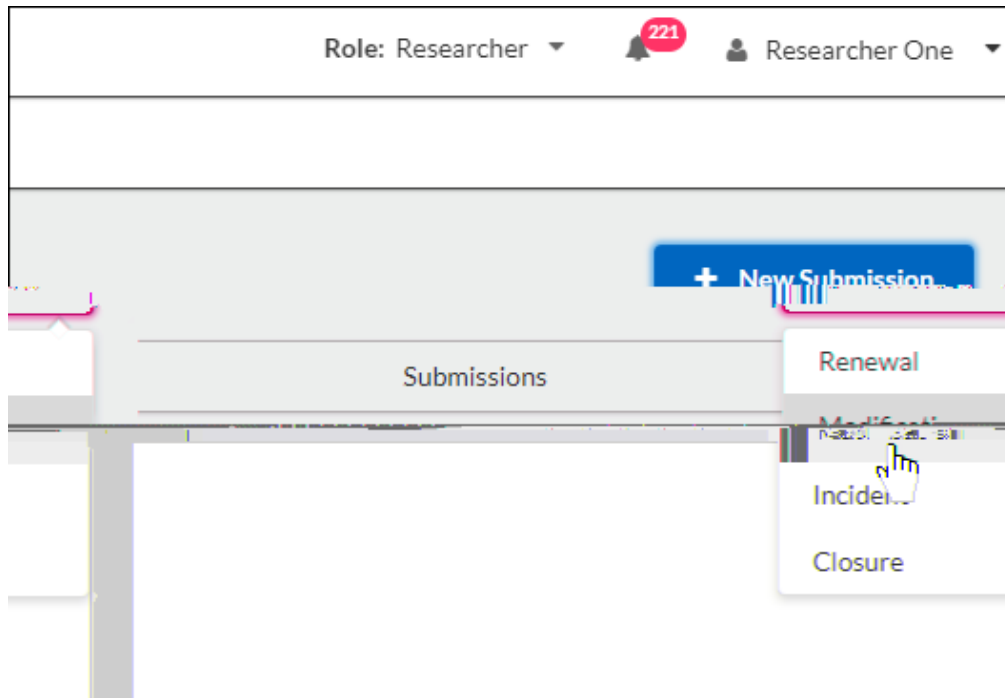 Role: Researcher 221 Researcher One
+ New Submission
Submissions
Renewal
Closure